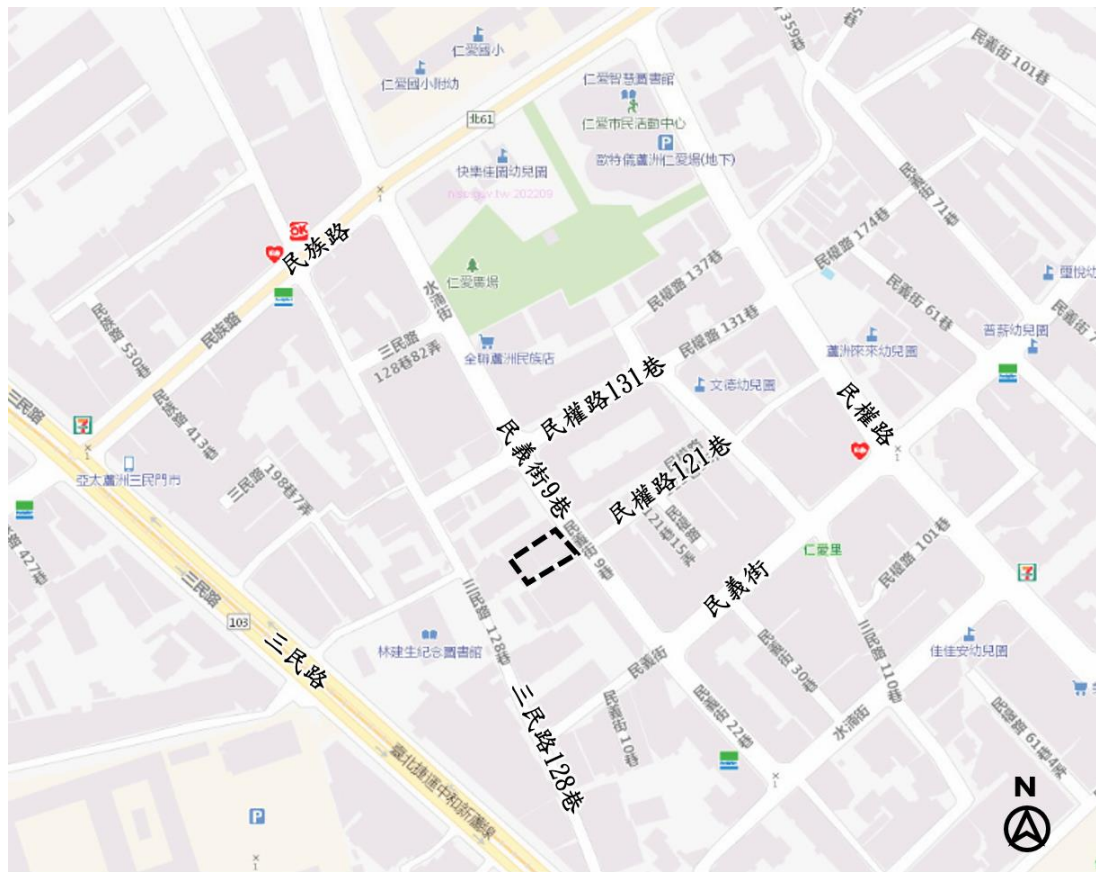 359巷
民義街 101巷
仁愛國小
仁愛國小附幼
仁愛智慧圖書館
仁愛市民活動中心
北61
歐特儀蘆洲仁愛場(地下)
快樂佳園幼兒園
民義街 71巷
民權路 174巷
OK
民族路
仁愛廣場
水湳街
民權路 137巷
民族路
民族路 530巷
三民路
128巷82弄
全聯蘆洲民族店
民權路 131巷
民義街 61巷
普薪幼兒園
蘆洲來來幼兒園
文德幼兒園
民權路131巷
民權路
三民路
民族路 413巷
7
亞太蘆洲三民門市
三民路
198巷7弄
民義街9巷
民權路121巷
民權路
121巷15弄
民義街 9巷
仁愛里
民權路 101巷
427巷
三民路
103
民義街
7
林建生紀念圖書館
三民路 128巷
三民路
民義街
民義街 30巷
三民路 110巷
佳佳安幼兒園
民義街 10巷
民義街 22巷
水湳街
三民路128巷
臺北捷運中和新蘆線
P
P
N